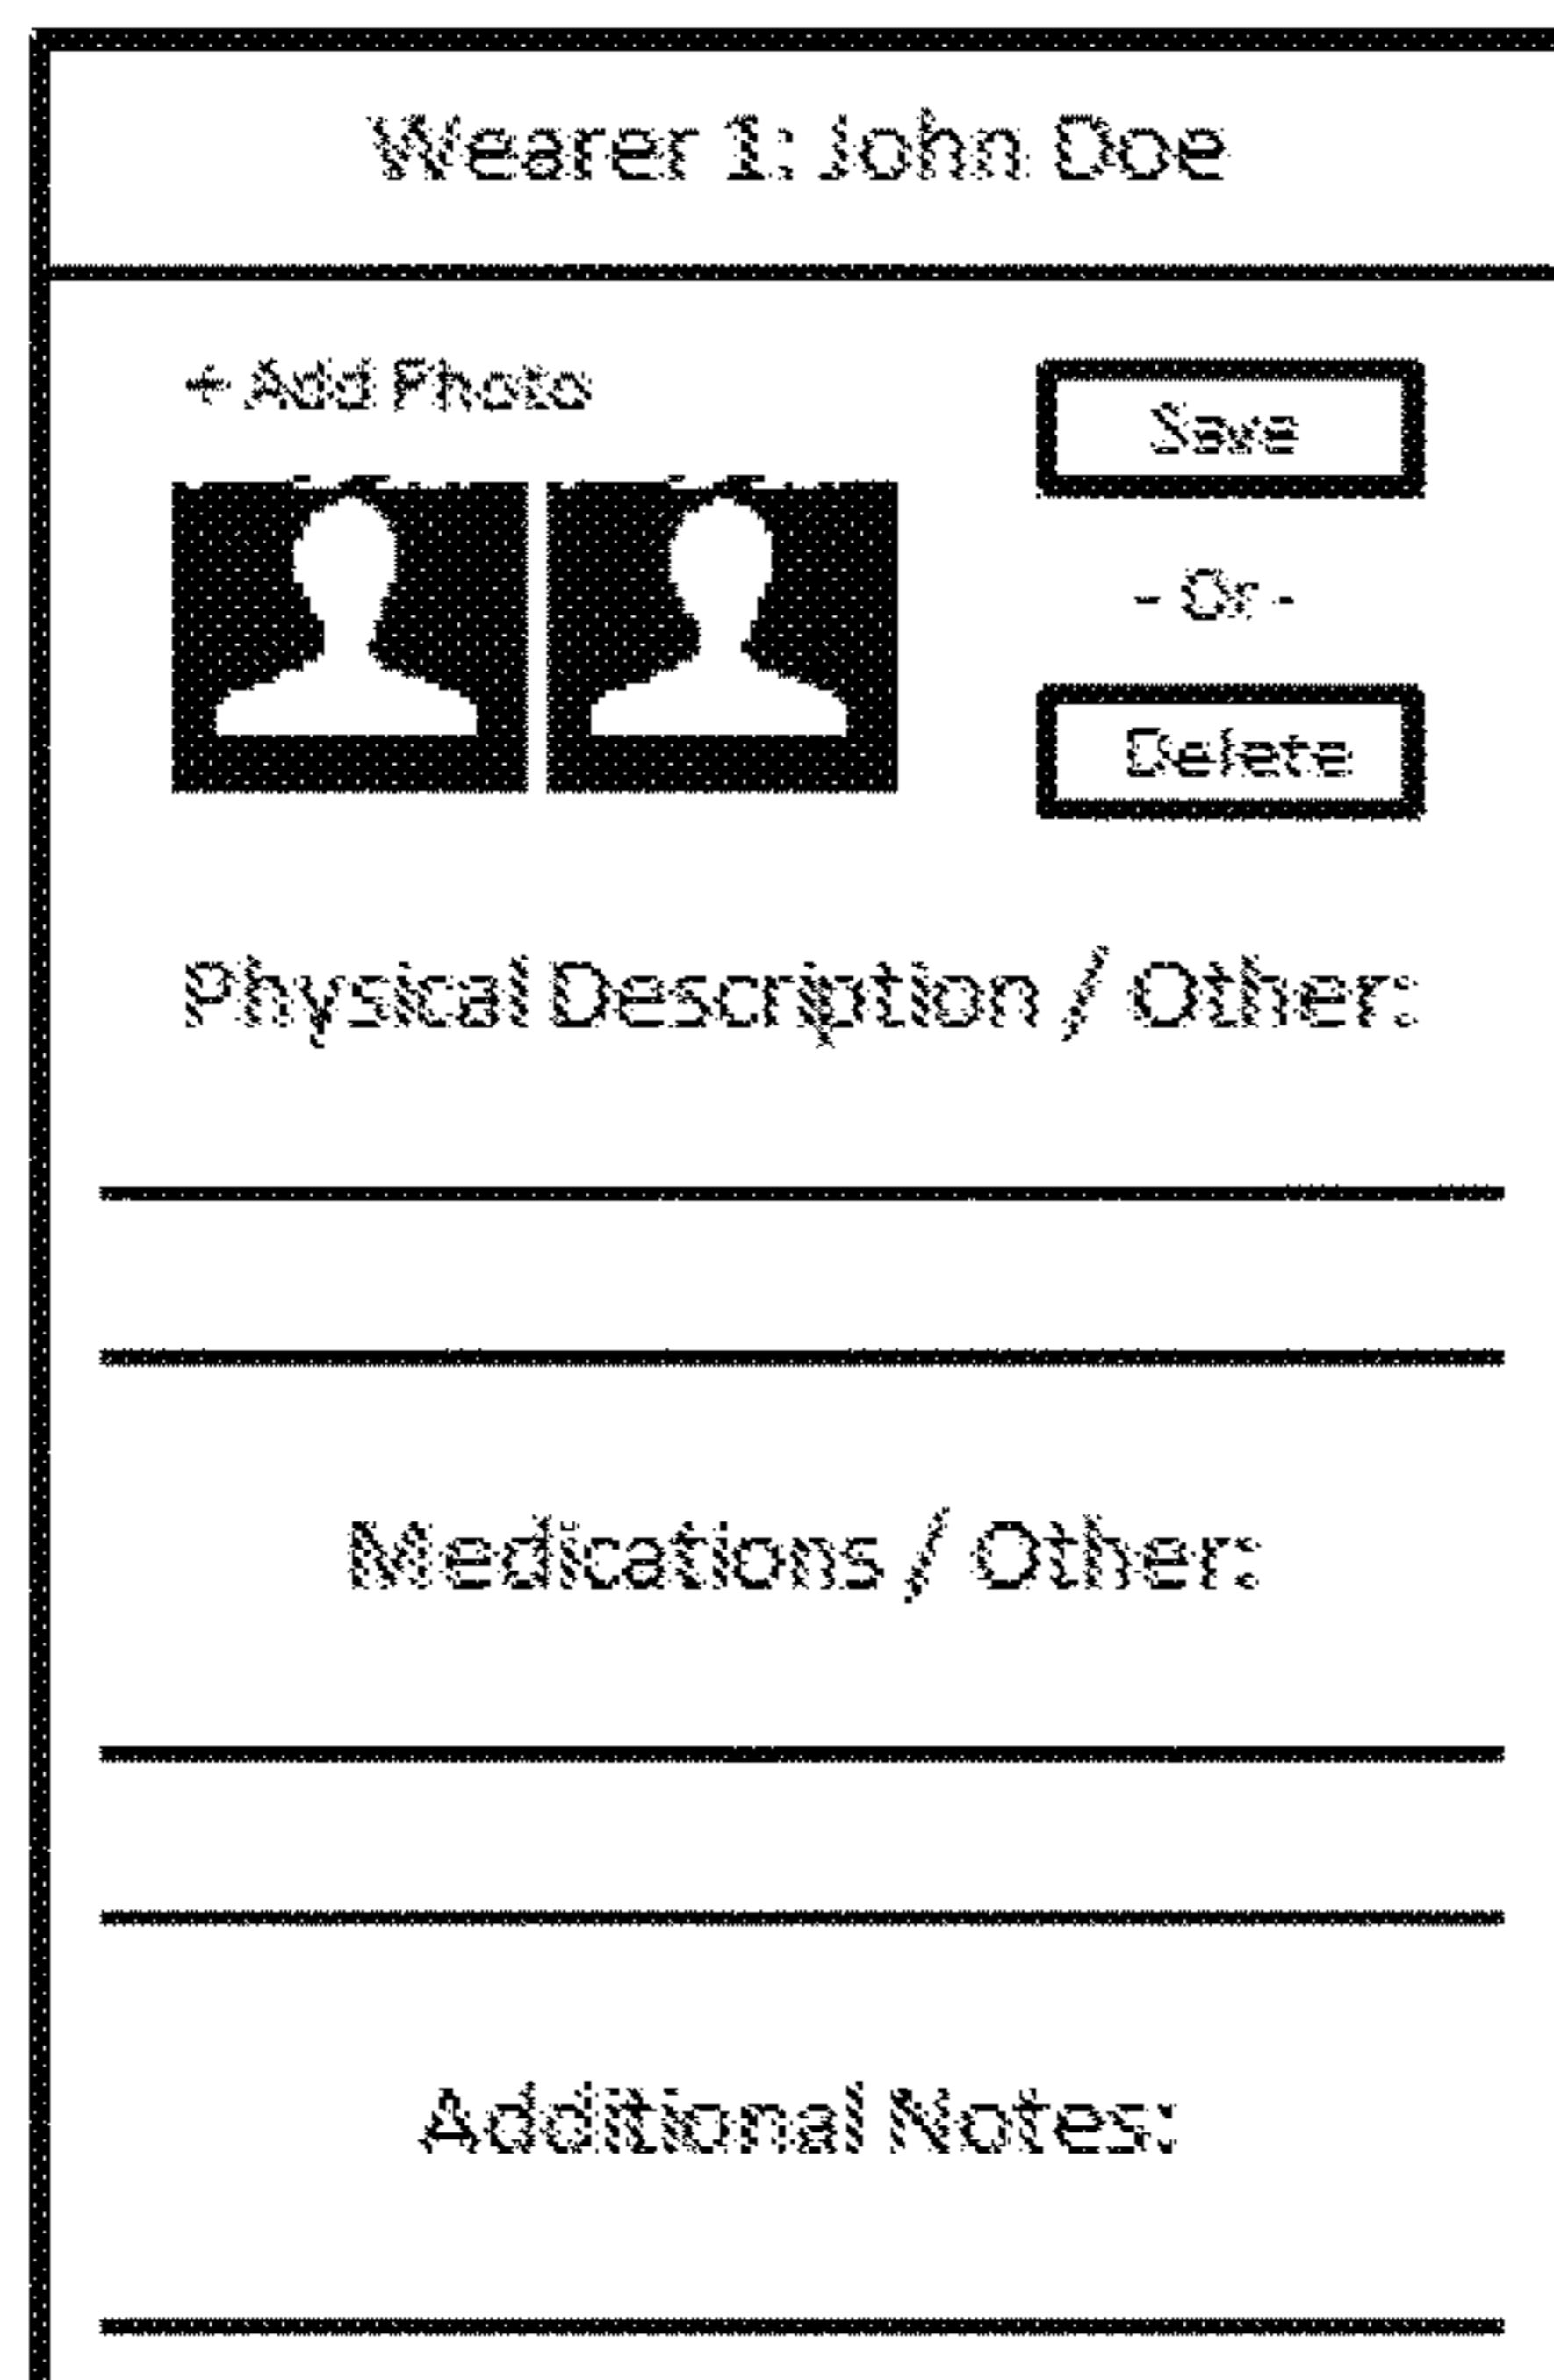 Wearer 1: John Doe
+ Add Photo
Save
- Or -
Delete
Physical Description / Other:
Medications / Other:
Additional Notes: